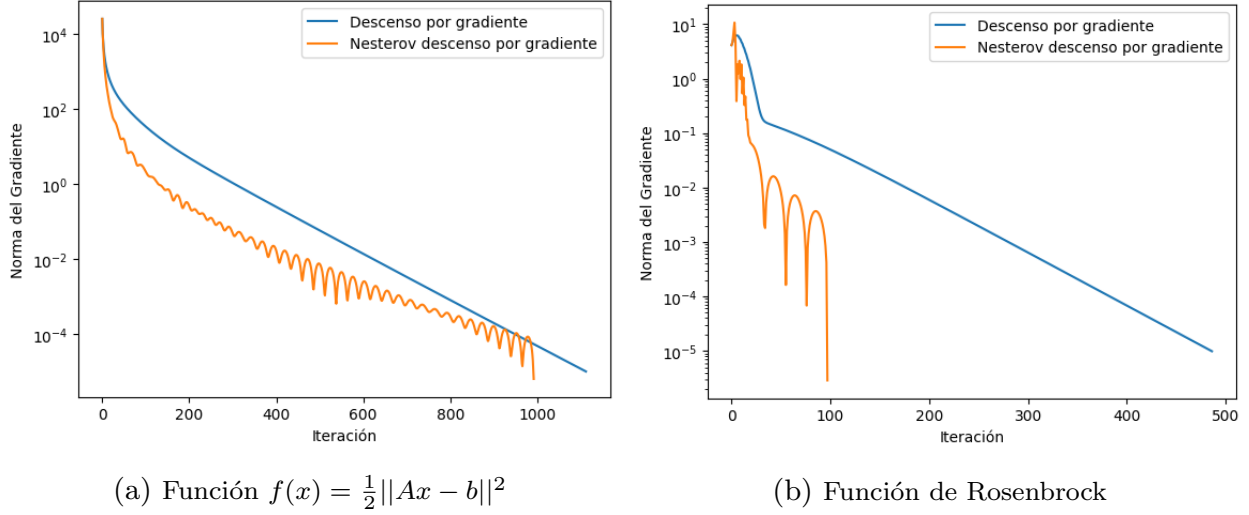 Descenso por gradiente
Nesterov descenso por gradiente
Norma del Gradiente
10^4
10^2
10^0
10^{-2}
10^{-4}
0 200 400 600 800 1000
Iteración
(a) Función $f(x) = \frac{1}{2}||Ax - b||^2$
Descenso por gradiente
Nesterov descenso por gradiente
Norma del Gradiente
10^1
10^0
10^{-1}
10^{-2}
10^{-3}
10^{-4}
10^{-5}
0 100 200 300 400 500
Iteración
(b) Función de Rosenbrock